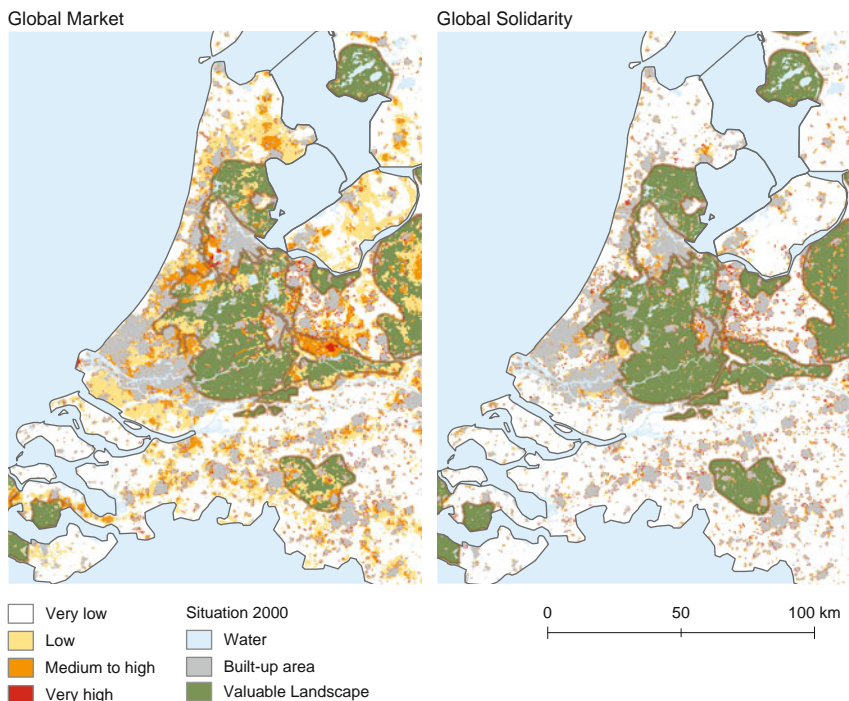 Global Market
Global Solidarity
Very low
Low
Medium to high
Very high
Situation 2000
Water
Built-up area
Valuable Landscape
0 50 100 km